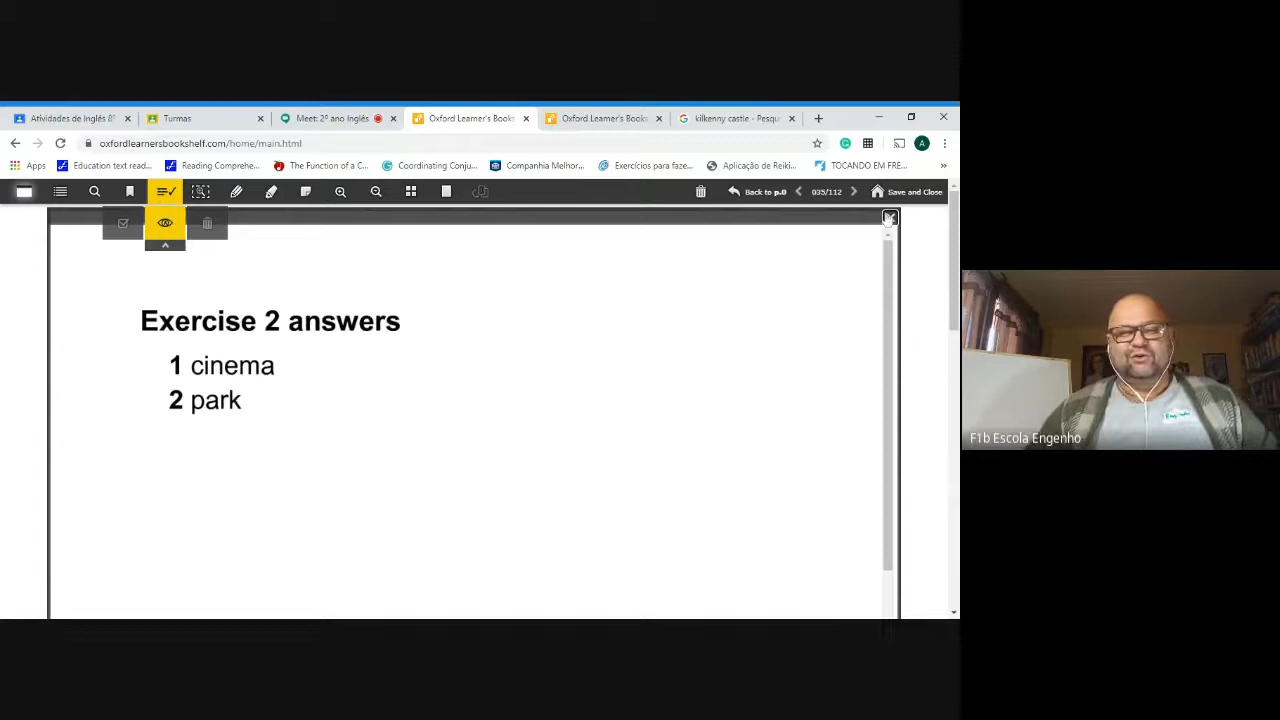 Atividades de Inglês 8º
Turmas
Meet: 2º ano Inglês
Oxford Learner's Books
Oxford Learner's Books
kilkenny castle - Pesqu
oxfordlearnersbookshelf.com/home/main.html
A
Apps
Education text read...
Reading Comprehe...
The Function of a C...
Coordinating Conju...
Companhia Melhor...
Exercícios para faze...
Aplicação de Reiki...
TOCANDO EM FRE...
»
Back to p.0
035/112
Save and Close
Exercise 2 answers
1 cinema
2 park
F1b Escola Engenho